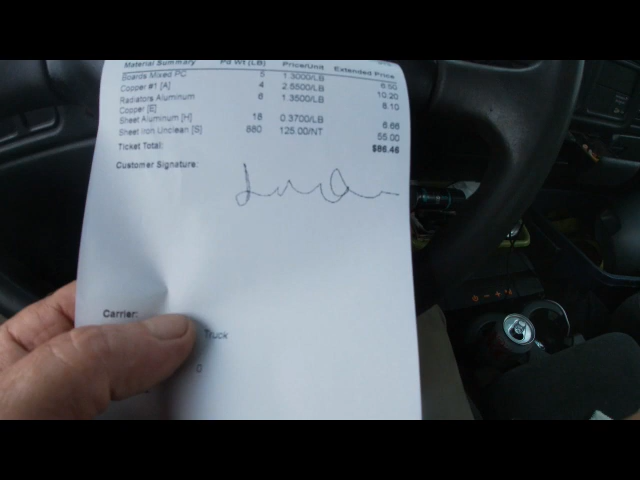 Material Summary Pd Wt (LB) Price/Unit Extended Price
Boards Mixed PC 5 1.3000/LB 6.50
Copper #1 [A] 4 2.5500/LB 10.20
Radiators Aluminum 6 1.3500/LB 8.10
Copper [E]
Sheet Aluminum [H] 18 0.3700/LB 6.66
Sheet Iron Unclean [S] 880 125.00/NT 55.00
Ticket Total: $86.46
Customer Signature:
Carrier:
Truck
0